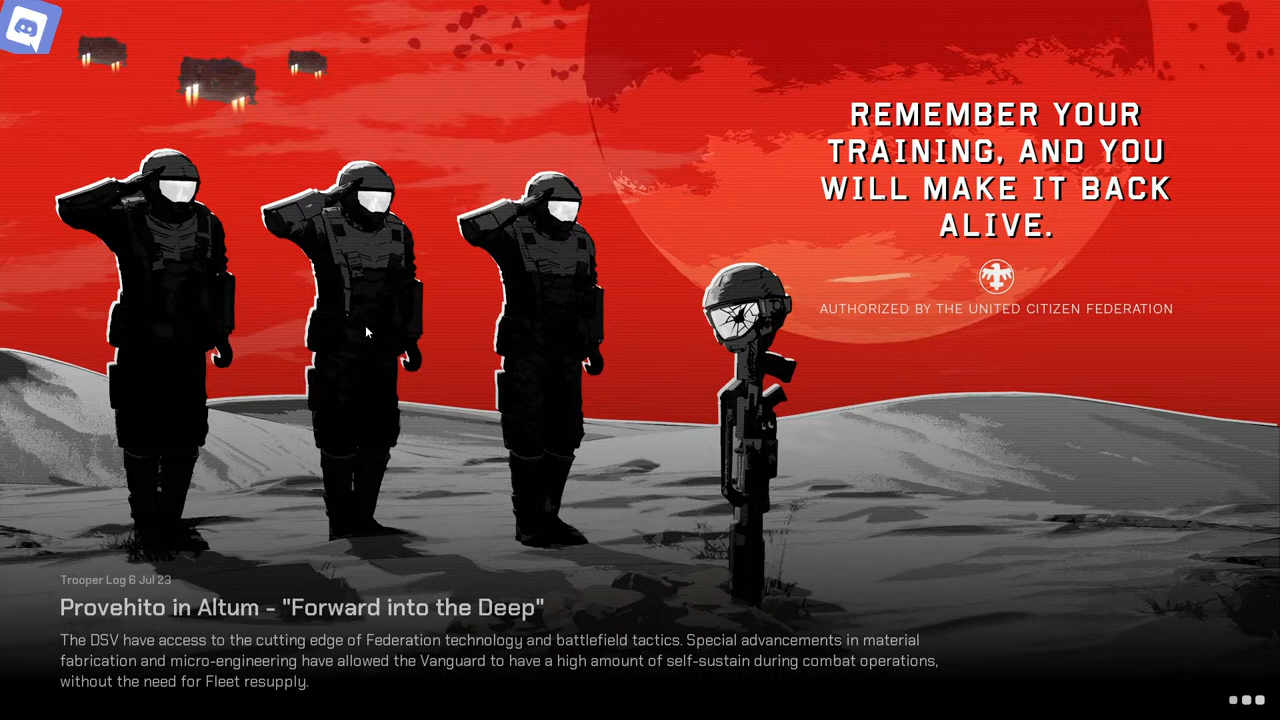 REMEMBER YOUR
TRAINING, AND YOU
WILL MAKE IT BACK
ALIVE.
AUTHORIZED BY THE UNITED CITIZEN FEDERATION
Trooper Log 6 Jul 23
Provehito in Altum - "Forward into the Deep"
The DSV have access to the cutting edge of Federation technology and battlefield tactics. Special advancements in material
fabrication and micro-engineering have allowed the Vanguard to have a high amount of self-sustain during combat operations,
without the need for Fleet resupply.